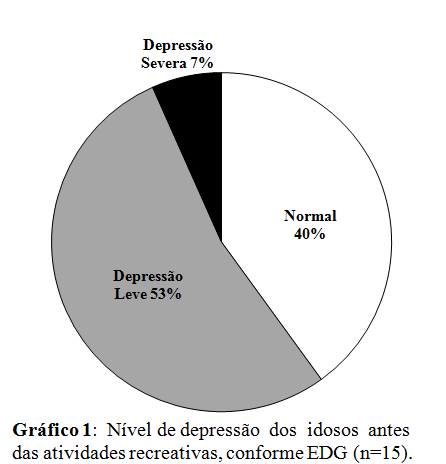 Depressão
Severa 7%
Normal
40%
Depressão
Leve 53%
Gráfico 1: Nível de depressão dos idosos antes
das atividades recreativas, conforme EDG (n=15).